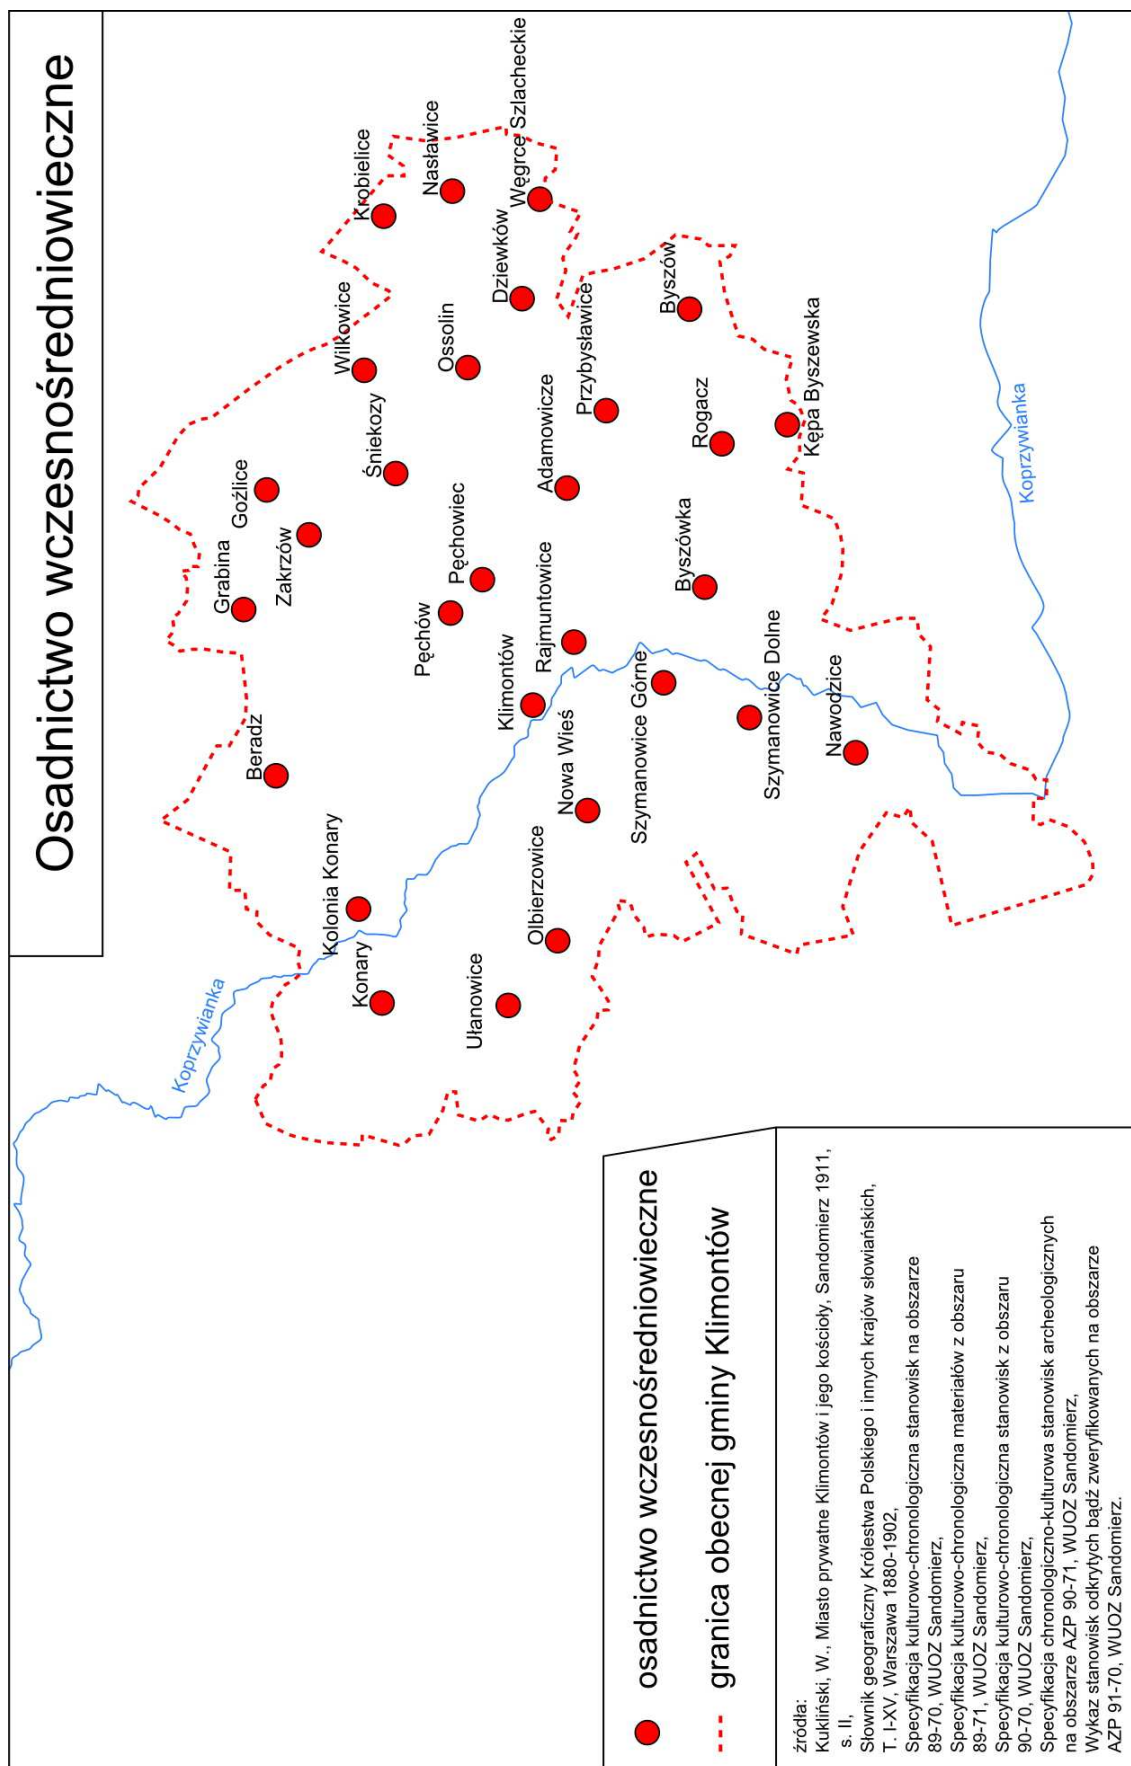 Osadnictwo wczesnośredniowieczne
Koprzywianka
Grabina
Goźlice
Zakrzów
Beradz
Wilkowice
Krobielice
Kolonia Konary
Śniekozy
Nasławice
Konary
Pęchów
Pęchowiec
Ossolin
Ułanowice
Klimontów
Dziewków
Węgrce Szlacheckie
Olbierzowice
Rajmuntowice
Adamowicze
Nowa Wieś
Przybysławice
Szymanowice Górne
Byszówka
Byszów
Rogacz
Szymanowice Dolne
Kępa Byszewska
Nawodzice
Koprzywianka
osadnictwo wczesnośredniowieczne
granica obecnej gminy Klimontów
źródła:
Kukliński, W., Miasto prywatne Klimontów i jego kościoły, Sandomierz 1911,
s. II,
Słownik geograficzny Królestwa Polskiego i innych krajów słowiańskich,
T. I-XV, Warszawa 1880-1902,
Specyfikacja kulturowo-chronologiczna stanowisk na obszarze
89-70, WUOZ Sandomierz,
Specyfikacja kulturowo-chronologiczna materiałów z obszaru
89-71, WUOZ Sandomierz,
Specyfikacja kulturowo-chronologiczna stanowisk z obszaru
90-70, WUOZ Sandomierz,
Specyfikacja chronologiczno-kulturowa stanowisk archeologicznych
na obszarze AZP 90-71, WUOZ Sandomierz,
Wykaz stanowisk odkrytych bądź zweryfikowanych na obszarze
AZP 91-70, WUOZ Sandomierz.